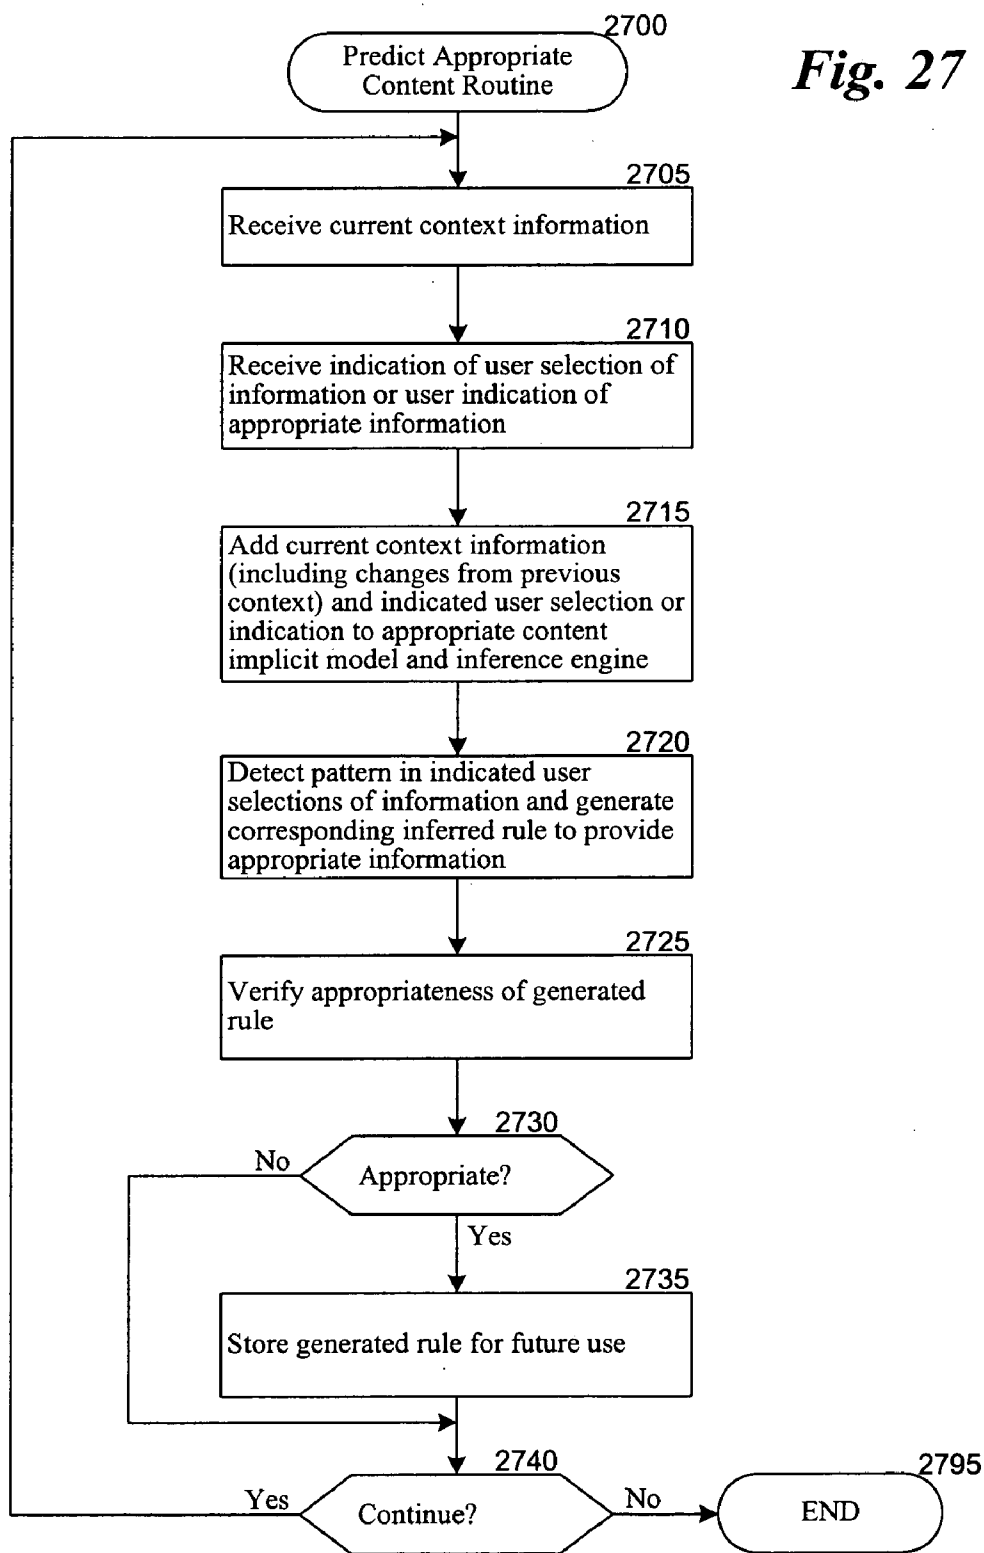 2700
Predict Appropriate
Content Routine
Fig. 27
2705
Receive current context information
2710
Receive indication of user selection of
information or user indication of
appropriate information
2715
Add current context information
(including changes from previous
context) and indicated user selection or
indication to appropriate content
implicit model and inference engine
2720
Detect pattern in indicated user
selections of information and generate
corresponding inferred rule to provide
appropriate information
2725
Verify appropriateness of generated
rule
2730
No
Appropriate?
Yes
2735
Store generated rule for future use
2740
2795
Yes
Continue?
No
END